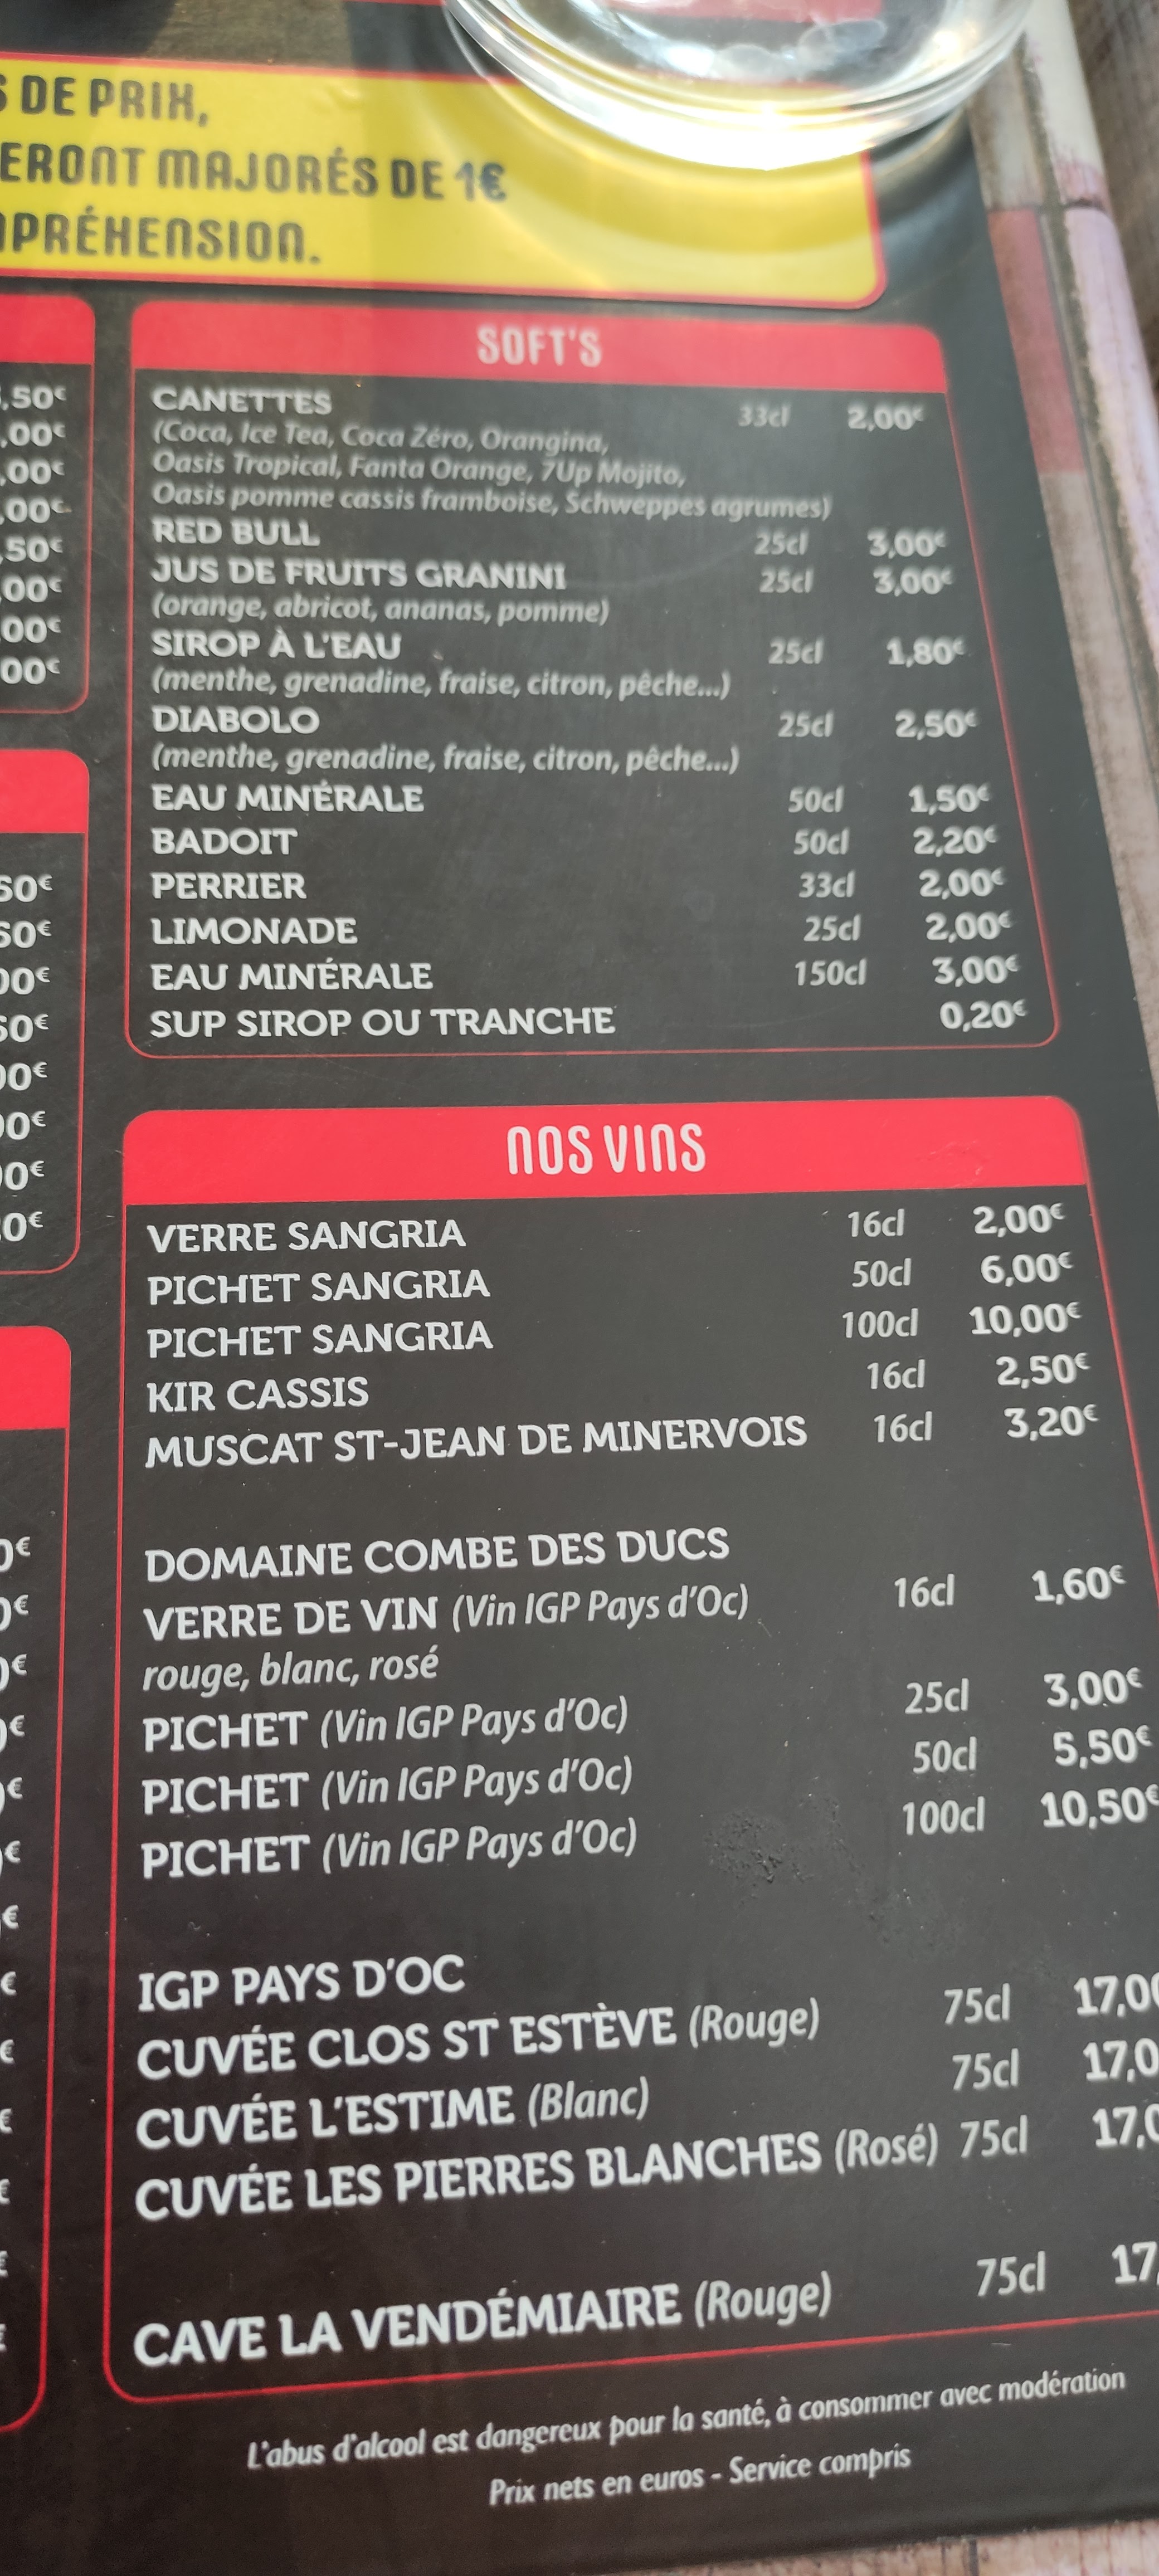 DE PRIX,
MAJORÉS DE 1€
SOFT'S
CANETTES 33cl 2,00€
(Coca, Ice Tea, Coca Zéro, Orangina,
Oasis Tropical, Fanta Orange, 7Up Mojito,
Oasis pomme cassis framboise, Schweppes agrumes)
RED BULL 25cl 3,00€
JUS DE FRUITS GRANINI 25cl 3,00€
(orange, abricot, ananas, pomme)
SIROP À L'EAU 25cl 1,80€
(menthe, grenadine, fraise, citron, pêche...)
DIABOLO 25cl 2,50€
(menthe, grenadine, fraise, citron, pêche...)
EAU MINÉRALE 50cl 1,50€
BADOIT 50cl 2,20€
PERRIER 33cl 2,00€
LIMONADE 25cl 2,00€
EAU MINÉRALE 150cl 3,00€
SUP SIROP OU TRANCHE 0,20€
NOS VINS
VERRE SANGRIA 16cl 2,00€
PICHET SANGRIA 50cl 6,00€
PICHET SANGRIA 100cl 10,00€
KIR CASSIS 16cl 2,50€
MUSCAT ST-JEAN DE MINERVOIS 16cl 3,20€
DOMAINE COMBE DES DUCS
VERRE DE VIN (Vin IGP Pays d'Oc) 16cl 1,60€
rouge, blanc, rosé
PICHET (Vin IGP Pays d'Oc) 25cl 3,00€
PICHET (Vin IGP Pays d'Oc) 50cl 5,50€
PICHET (Vin IGP Pays d'Oc) 100cl 10,50€
IGP PAYS D'OC
CUVÉE CLOS ST ESTÈVE (Rouge) 75cl 17,00
CUVÉE L'ESTIME (Blanc) 75cl 17,0
CUVÉE LES PIERRES BLANCHES (Rosé) 75cl 17,0
CAVE LA VENDÉMIAIRE (Rouge) 75cl 17,
L'abus d'alcool est dangereux pour la santé, à consommer avec modération
Prix nets en euros - Service compris